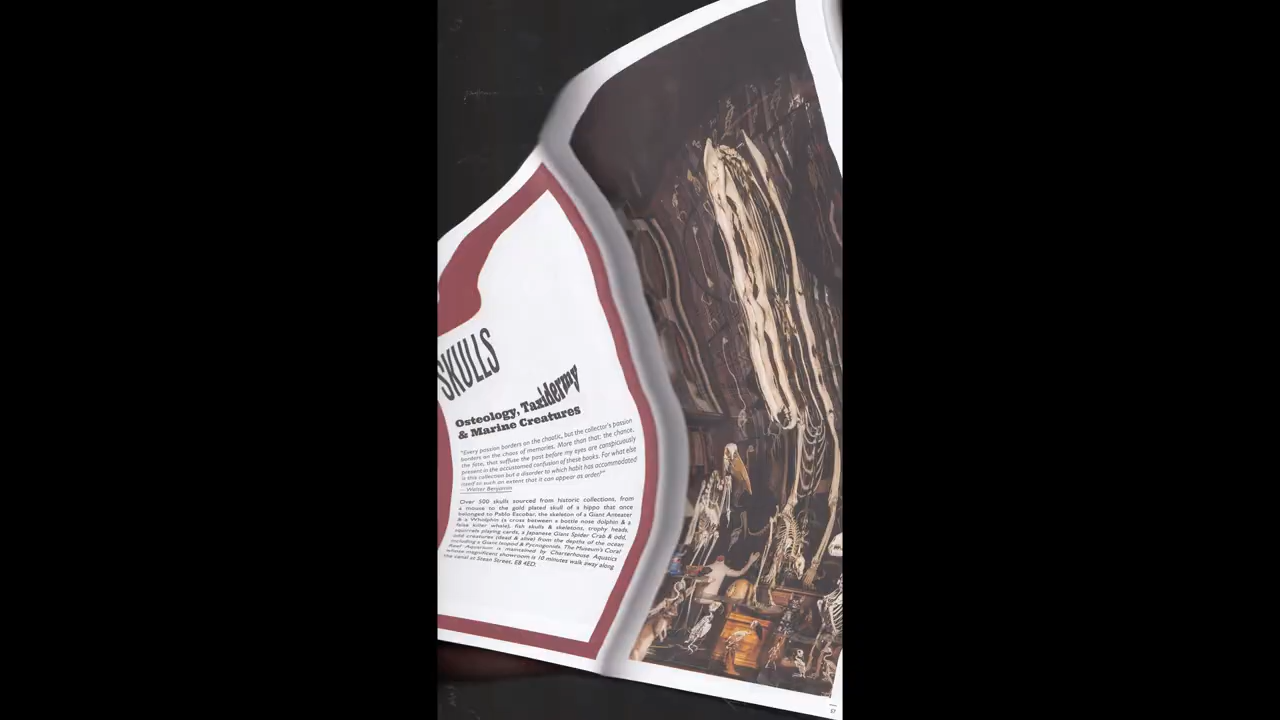 SKULLS
Osteology, Taxidermy
& Marine Creatures
"Every passion borders on the chaotic, but the collector's passion
borders on the chaos of memories. More than that: the chance,
the fate, that suffuse the past before my eyes are conspicuously
present in the accustomed confusion of these books. For what else
is this collection but a disorder to which habit has accommodated
itself to such an extent that it can appear as order?"
— Walter Benjamin
Over 500 skulls sourced from historic collections, from
a mouse to the gold plated skull of a hippo that once
belonged to Pablo Escobar, the skeleton of a Giant Anteater
& a Wholphin (a cross between a bottle nose dolphin & a
false killer whale), fish skulls & skeletons, trophy heads,
squirrels playing cards, a Japanese Giant Spider Crab & odd,
odd creatures (dead & alive) from the depths of the ocean
including a Giant Isopod & Pycnogonids. The Museum's Coral
Reef Aquarium is maintained by Charterhouse Aquatics
whose magnificent showroom is 10 minutes walk away along
the canal at Stean Street, E8 4ED.
57